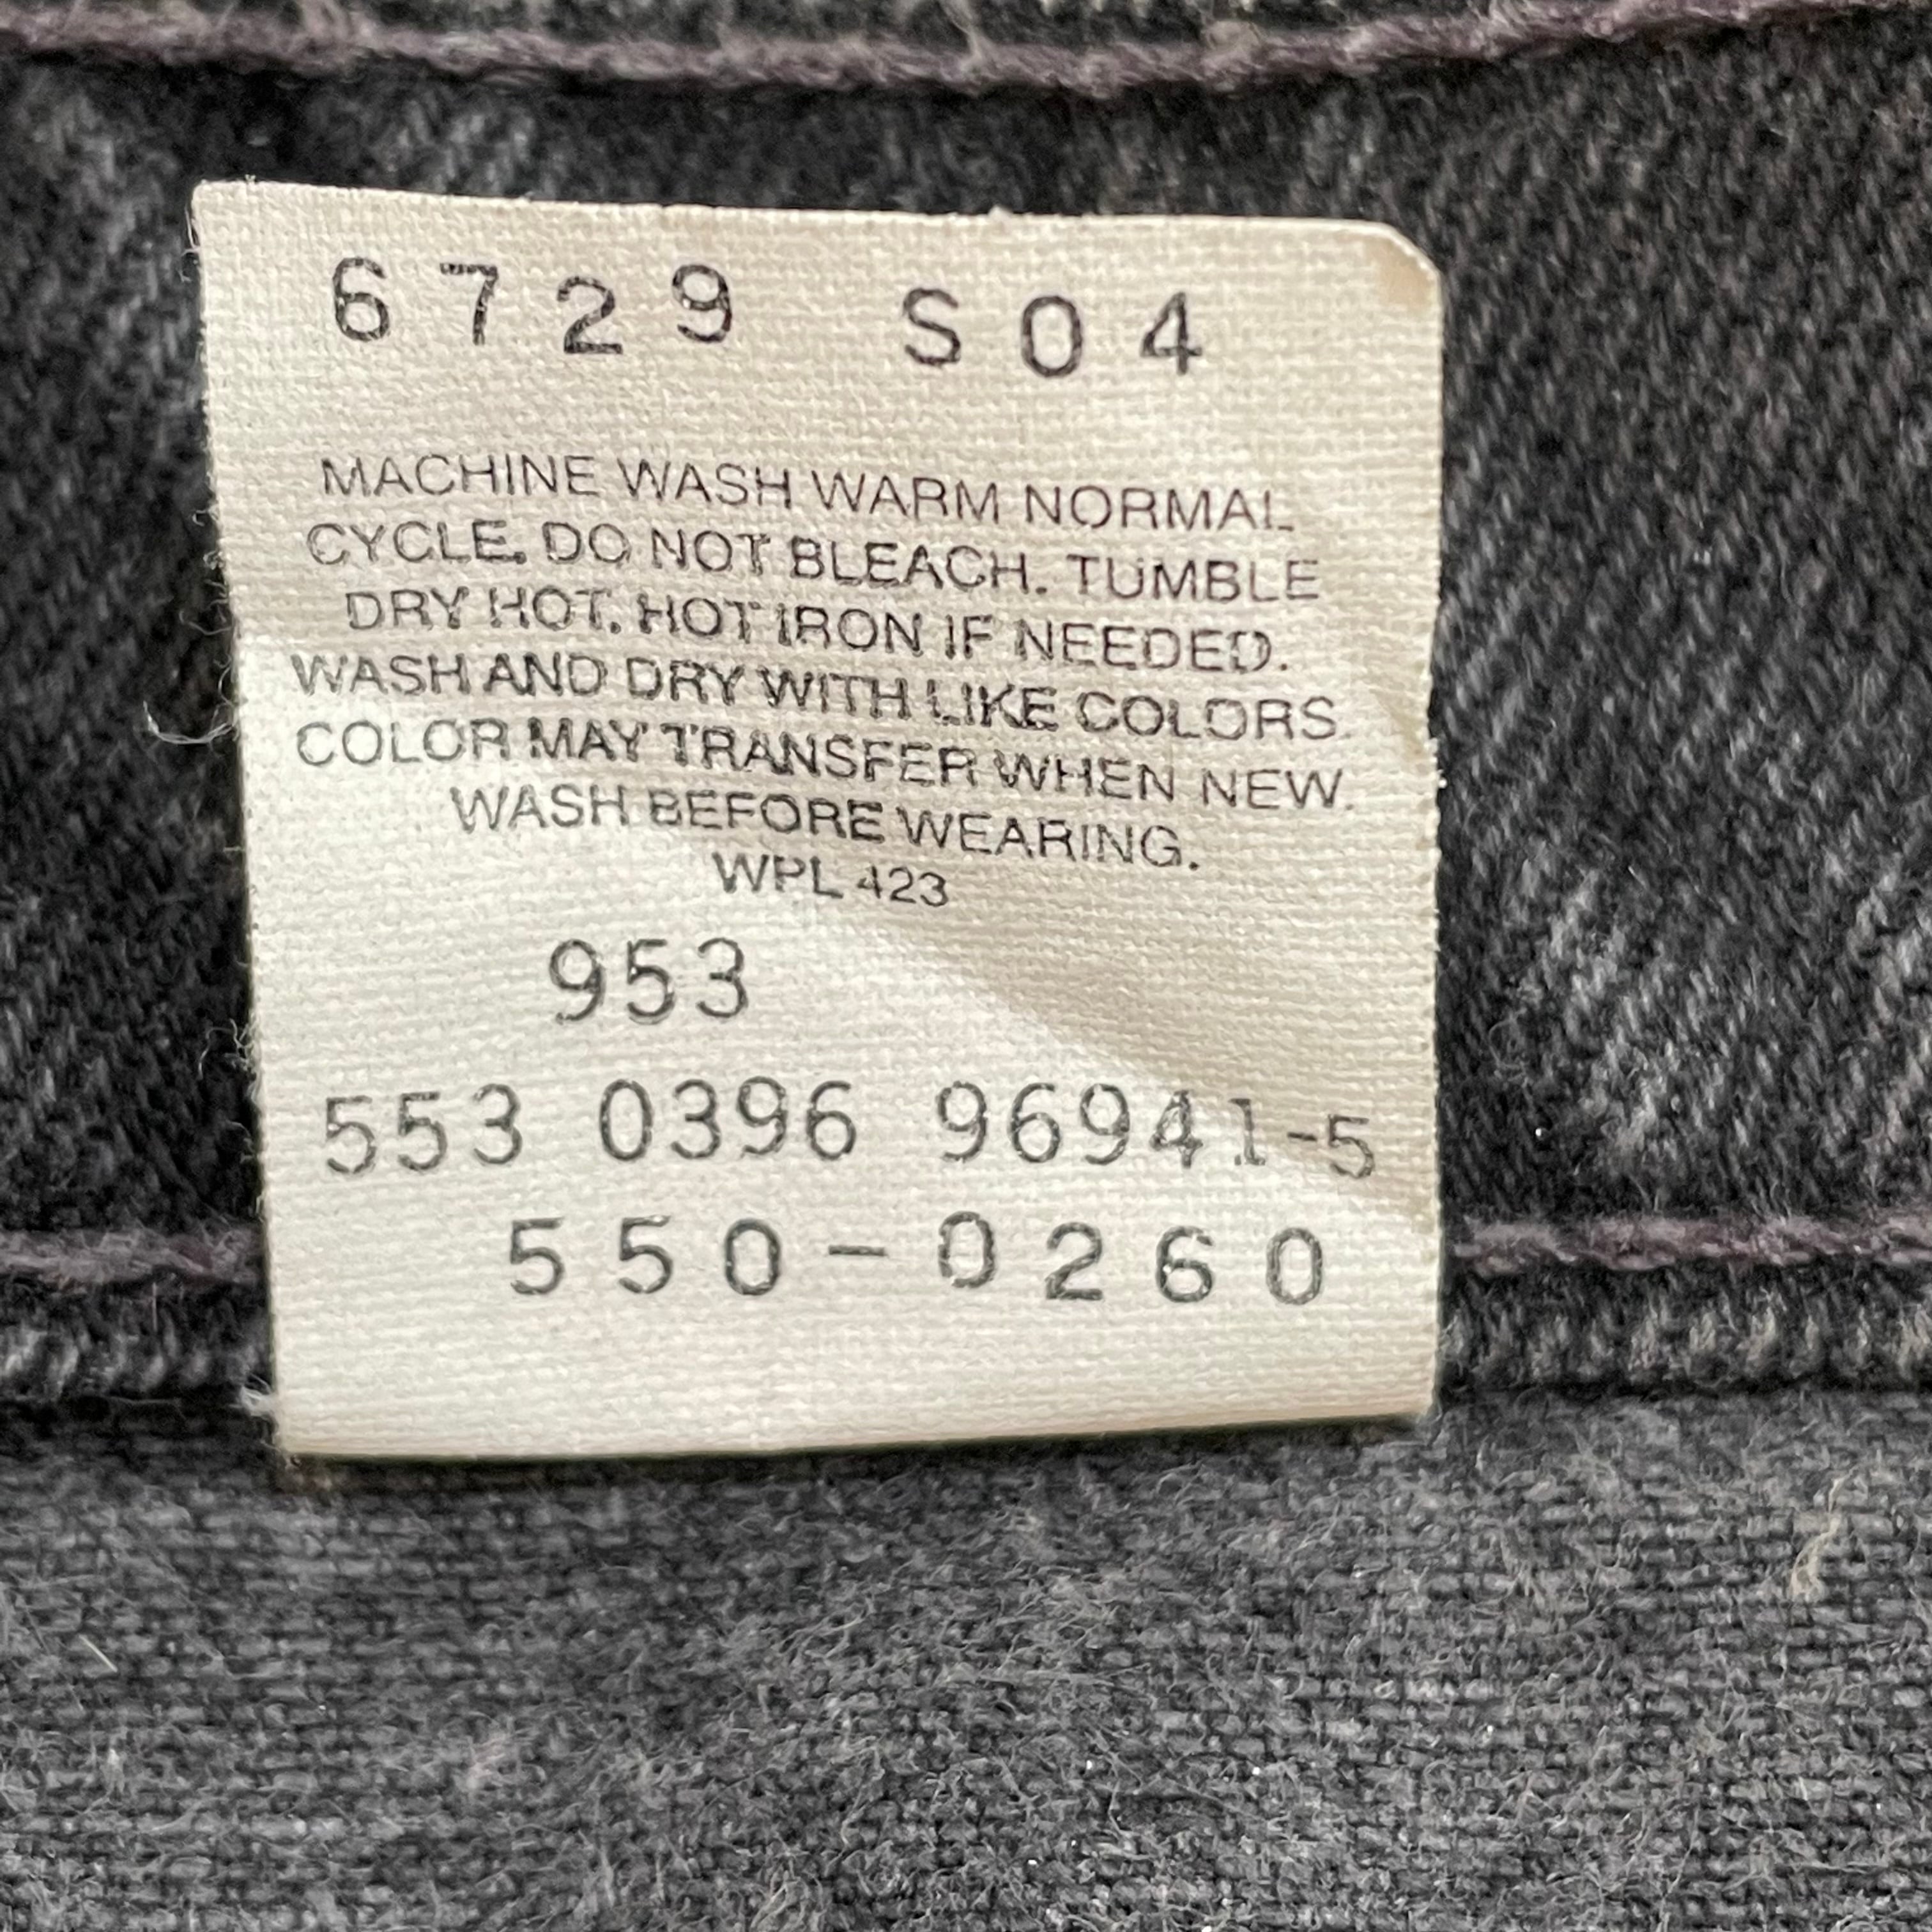 6729 S04
MACHINE WASH WARM NORMAL
CYCLE. DO NOT BLEACH. TUMBLE
DRY HOT. HOT IRON IF NEEDED.
WASH AND DRY WITH LIKE COLORS.
COLOR MAY TRANSFER WHEN NEW.
WASH BEFORE WEARING.
WPL 423
953
553 0396 96941-5
550-0260